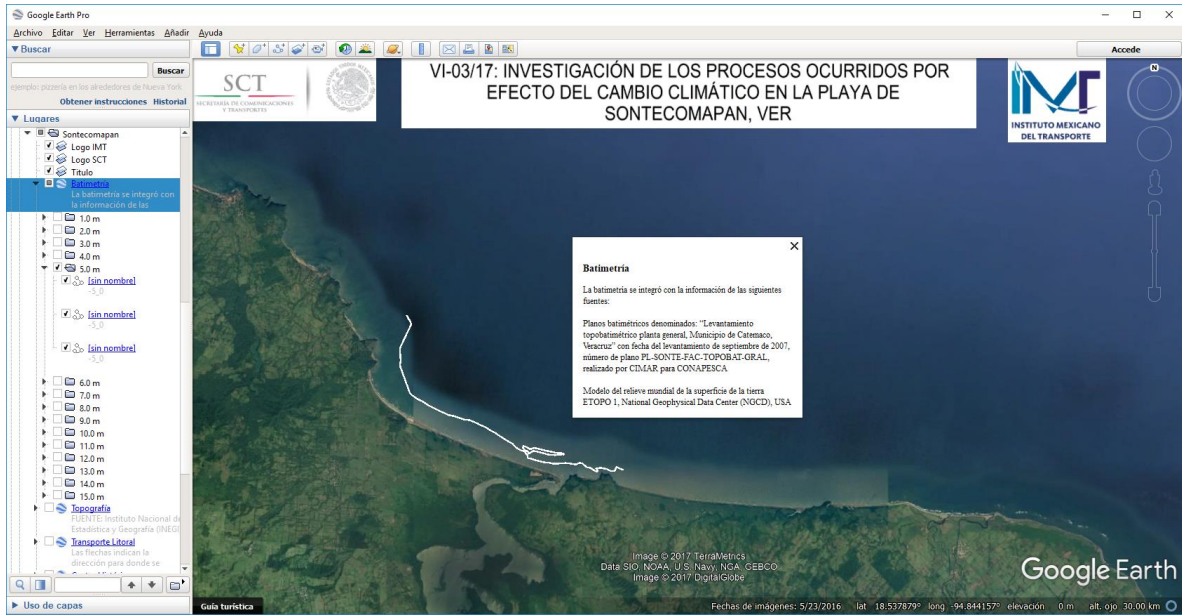 Google Earth Pro
Archivo Editar Ver Herramientas Añadir Ayuda
Buscar
Buscar
ejemplo: pizzería en los alrededores de Nueva York
Obtener instrucciones Historial
Lugares
Sontecomapan
Logo IMT
Logo SCT
Titulo
Batimetría
La batimetría se integró con
la información de las
1.0 m
2.0 m
3.0 m
4.0 m
5.0 m
[sin nombre]
-5_0
[sin nombre]
-5_0
[sin nombre]
-5_0
6.0 m
7.0 m
8.0 m
9.0 m
10.0 m
11.0 m
12.0 m
13.0 m
14.0 m
15.0 m
Topografía
FUENTE: Instituto Nacional de
Estadística y Geografía (INEGI)
Transporte Litoral
Las flechas indican la
dirección para donde se
Uso de capas
Accede
SCT
SECRETARÍA DE COMUNICACIONES
Y TRANSPORTES
VI-03/17: INVESTIGACIÓN DE LOS PROCESOS OCURRIDOS POR
EFECTO DEL CAMBIO CLIMÁTICO EN LA PLAYA DE
SONTECOMAPAN, VER
INSTITUTO MEXICANO
DEL TRANSPORTE
N
Batimetría
La batimetría se integró con la información de las siguientes
fuentes:
Planos batimétricos denominados: "Levantamiento
topobatimétrico planta general, Municipio de Catemaco,
Veracruz" con fecha del levantamiento de septiembre de 2007,
número de plano PL-SONTE-FAC-TOPOBAT-GRAL,
realizado por CIMAR para CONAPESCA
Modelo del relieve mundial de la superficie de la tierra
ETOPO 1, National Geophysical Data Center (NGCD), USA
Image © 2017 TerraMetrics
Data SIO, NOAA, U.S. Navy, NGA, GEBCO
Image © 2017 DigitalGlobe
Google Earth
Guía turística
Fechas de imágenes: 5/23/2016 lat 18.537879° long -94.844157° elevación 0 m alt. ojo 30.00 km